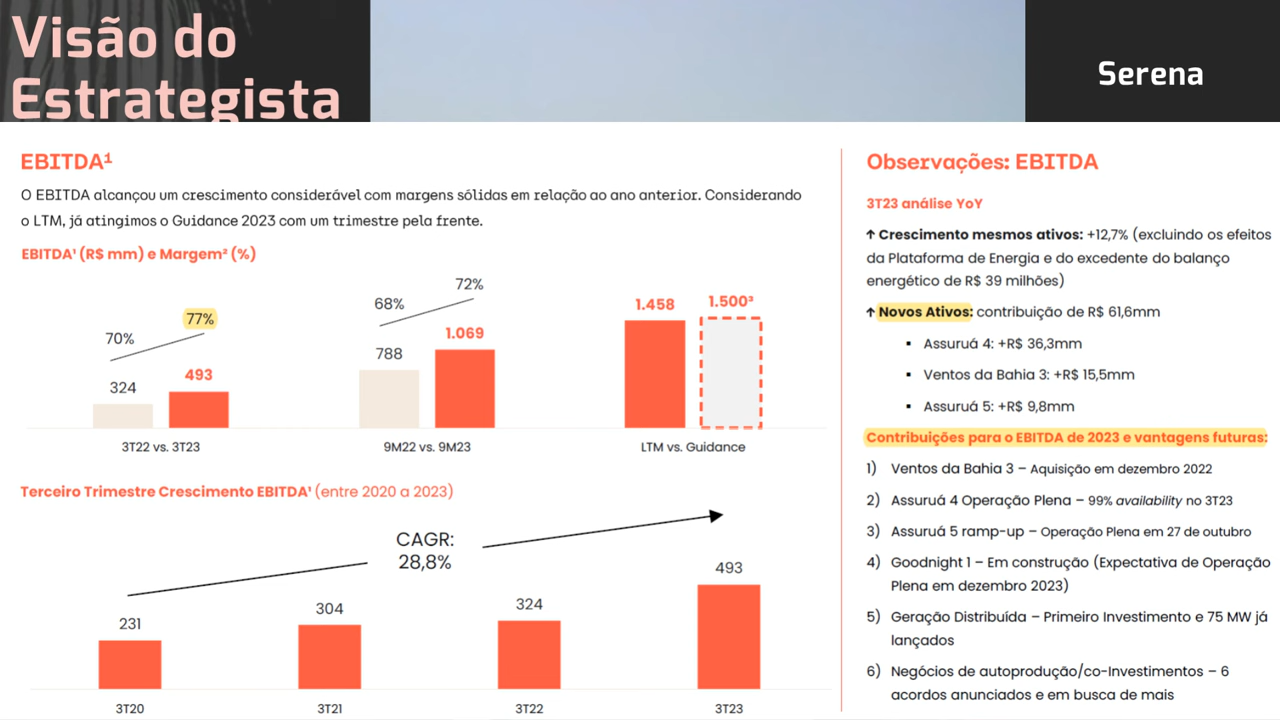 Visão do
Estrategista
Serena
EBITDA¹
O EBITDA alcançou um crescimento considerável com margens sólidas em relação ao ano anterior. Considerando
o LTM, já atingimos o Guidance 2023 com um trimestre pela frente.
EBITDA¹ (R$ mm) e Margem² (%)
70%
77%
324
493
3T22 vs. 3T23
68%
72%
788
1.069
9M22 vs. 9M23
1.458
1.500³
LTM vs. Guidance
Terceiro Trimestre Crescimento EBITDA¹ (entre 2020 a 2023)
CAGR:
28,8%
231
304
324
493
3T20
3T21
3T22
3T23
Observações: EBITDA
3T23 análise YoY
↑ Crescimento mesmos ativos: +12,7% (excluindo os efeitos
da Plataforma de Energia e do excedente do balanço
energético de R$ 39 milhões)
↑ Novos Ativos: contribuição de R$ 61,6mm
▪ Assuruá 4: +R$ 36,3mm
▪ Ventos da Bahia 3: +R$ 15,5mm
▪ Assuruá 5: +R$ 9,8mm
Contribuições para o EBITDA de 2023 e vantagens futuras:
1) Ventos da Bahia 3 – Aquisição em dezembro 2022
2) Assuruá 4 Operação Plena – 99% availability no 3T23
3) Assuruá 5 ramp-up – Operação Plena em 27 de outubro
4) Goodnight 1 – Em construção (Expectativa de Operação
Plena em dezembro 2023)
5) Geração Distribuída – Primeiro Investimento e 75 MW já
lançados
6) Negócios de autoprodução/co-Investimentos – 6
acordos anunciados e em busca de mais